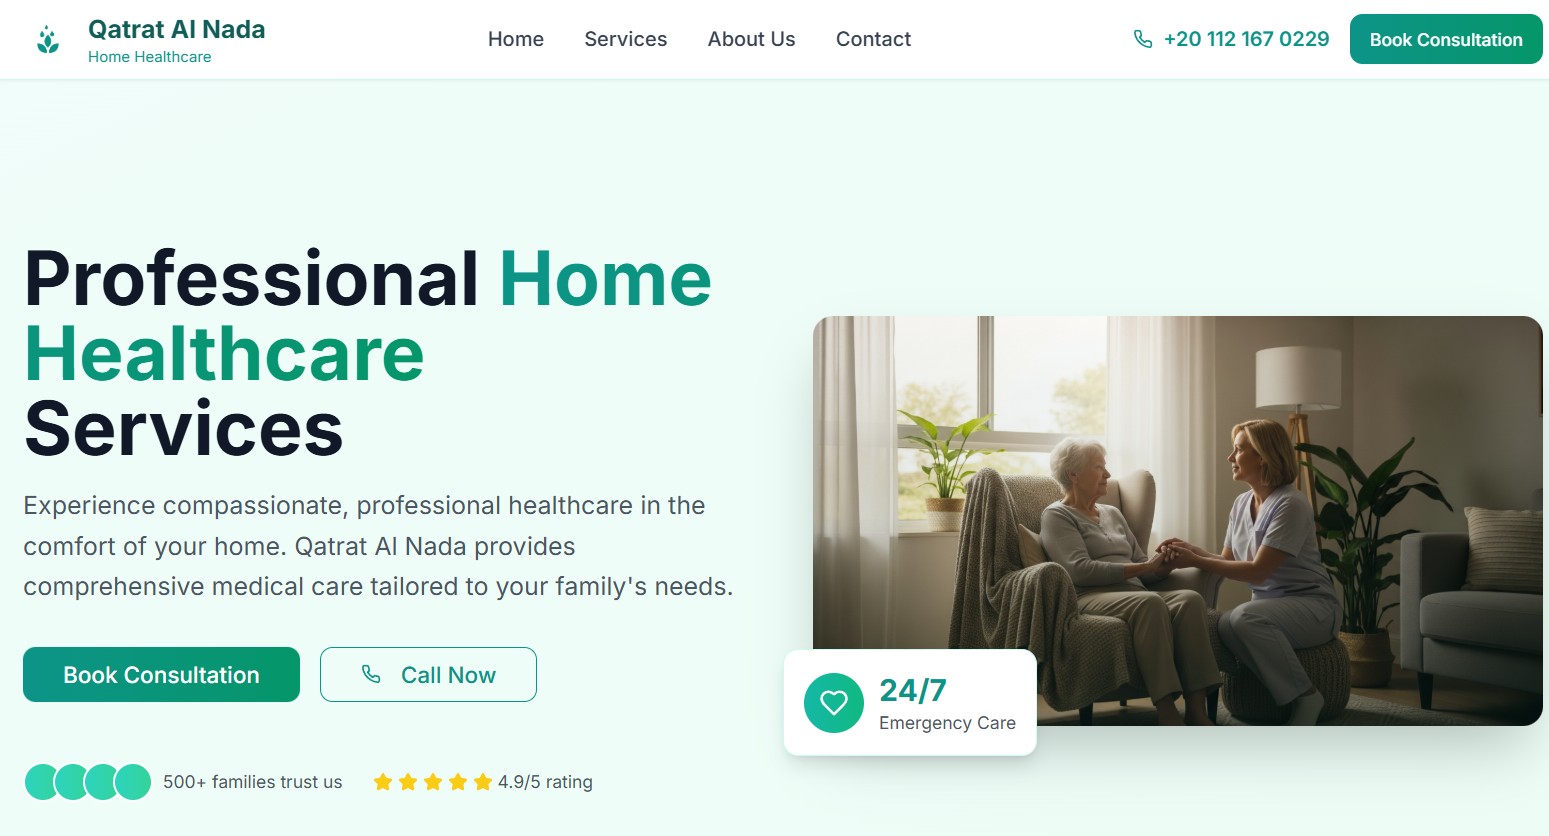 Qatrat Al Nada
Home Healthcare
Home
Services
About Us
Contact
+20 112 167 0229
Book Consultation
Professional Home
Healthcare
Services
Experience compassionate, professional healthcare in the
comfort of your home. Qatrat Al Nada provides
comprehensive medical care tailored to your family's needs.
Book Consultation
Call Now
24/7
Emergency Care
500+ families trust us
4.9/5 rating